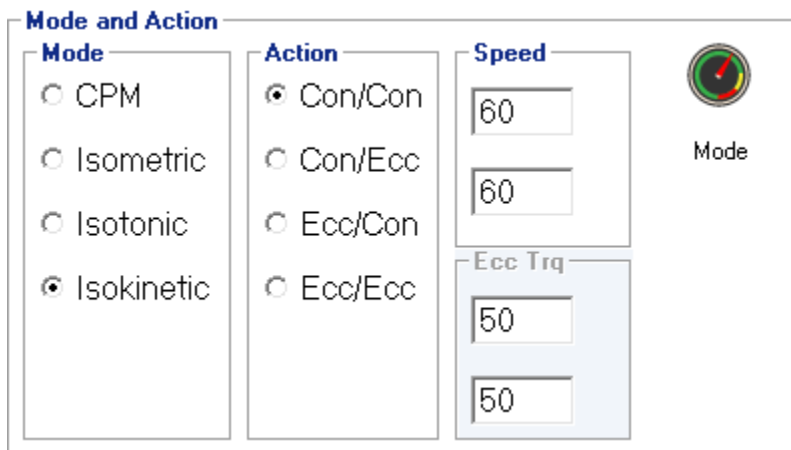 Mode and Action
Mode
CPM
Isometric
Isotonic
Isokinetic
Action
Con/Con
Con/Ecc
Ecc/Con
Ecc/Ecc
Speed
60
60
Ecc Trq
50
50
Mode